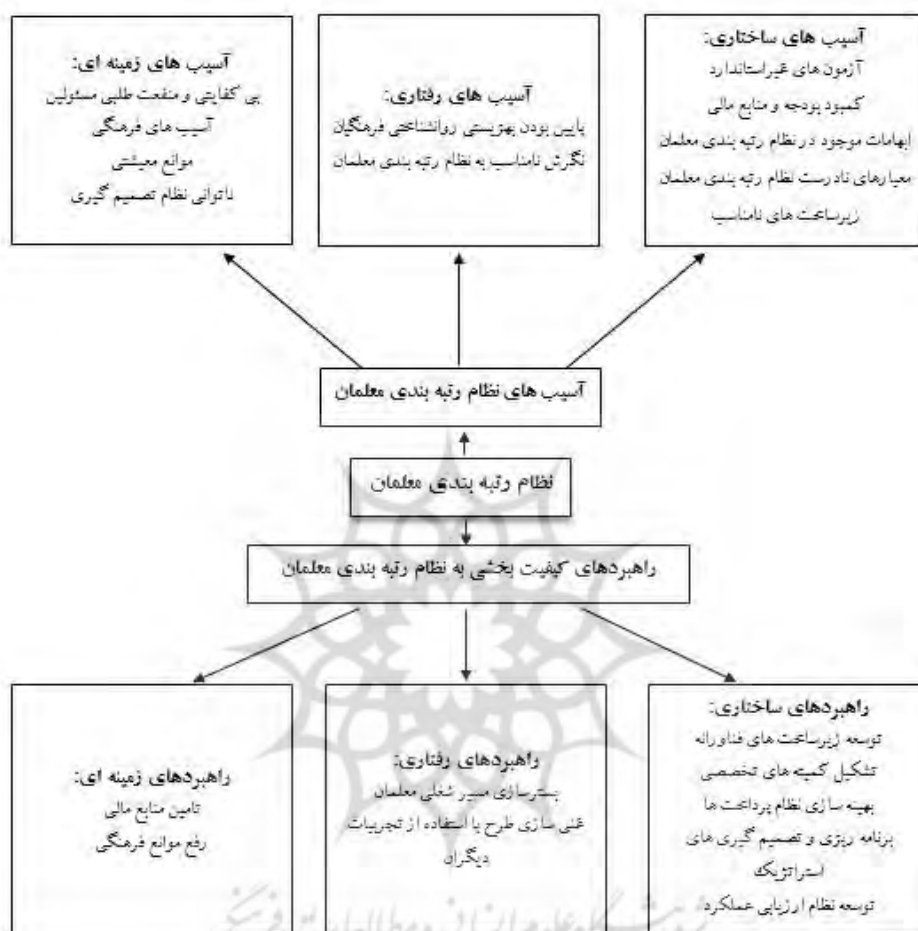 آسیب های ساختاری:
آزمون های غیراستاندارد
کمبود بودجه و منابع مالی
ابهامات موجود در نظام رتبه بندی معلمان
معیارهای نادرست نظام رتبه بندی معلمان
زیرساخت های نامناسب
آسیب های رفتاری:
پایین بودن بهزیستی روانشناختی فرهنگیان
نگرش نامناسب به نظام رتبه بندی معلمان
آسیب های زمینه ای:
بی کفایتی و منفعت طلبی مسئولین
آسیب های فرهنگی
موانع معیشتی
ناتوانی نظام تصمیم گیری
آسیب های نظام رتبه بندی معلمان
نظام رتبه بندی معلمان
راهبردهای کیفیت بخشی به نظام رتبه بندی معلمان
راهبردهای ساختاری:
توسعه زیرساخت های فناورانه
تشکیل کمیته های تخصصی
بهینه سازی نظام پرداخت ها
برنامه ریزی و تصمیم گیری های
استراتژیک
توسعه نظام ارزیابی عملکرد
راهبردهای رفتاری:
بسترسازی مسیر شغلی معلمان
غنی سازی طرح با استفاده از تجربیات
دیگران
راهبردهای زمینه ای:
تامین منابع مالی
رفع موانع فرهنگی
پژوهشگاه علوم انسانی و مطالعات فرهنگی